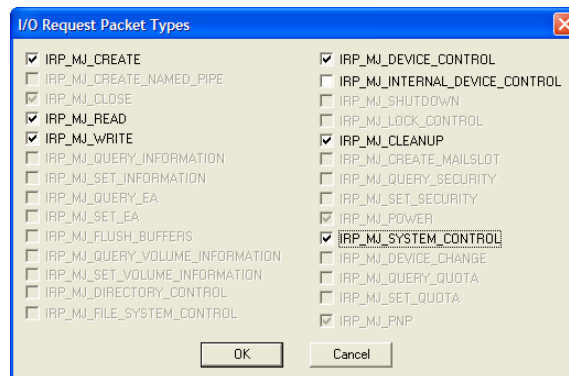 I/O Request Packet Types
IRP_MJ_CREATE
IRP_MJ_CREATE_NAMED_PIPE
IRP_MJ_CLOSE
IRP_MJ_READ
IRP_MJ_WRITE
IRP_MJ_QUERY_INFORMATION
IRP_MJ_SET_INFORMATION
IRP_MJ_QUERY_EA
IRP_MJ_SET_EA
IRP_MJ_FLUSH_BUFFERS
IRP_MJ_QUERY_VOLUME_INFORMATION
IRP_MJ_SET_VOLUME_INFORMATION
IRP_MJ_DIRECTORY_CONTROL
IRP_MJ_FILE_SYSTEM_CONTROL
IRP_MJ_DEVICE_CONTROL
IRP_MJ_INTERNAL_DEVICE_CONTROL
IRP_MJ_SHUTDOWN
IRP_MJ_LOCK_CONTROL
IRP_MJ_CLEANUP
IRP_MJ_CREATE_MAILSLOT
IRP_MJ_QUERY_SECURITY
IRP_MJ_SET_SECURITY
IRP_MJ_POWER
IRP_MJ_SYSTEM_CONTROL
IRP_MJ_DEVICE_CHANGE
IRP_MJ_QUERY_QUOTA
IRP_MJ_SET_QUOTA
IRP_MJ_PNP
OK
Cancel